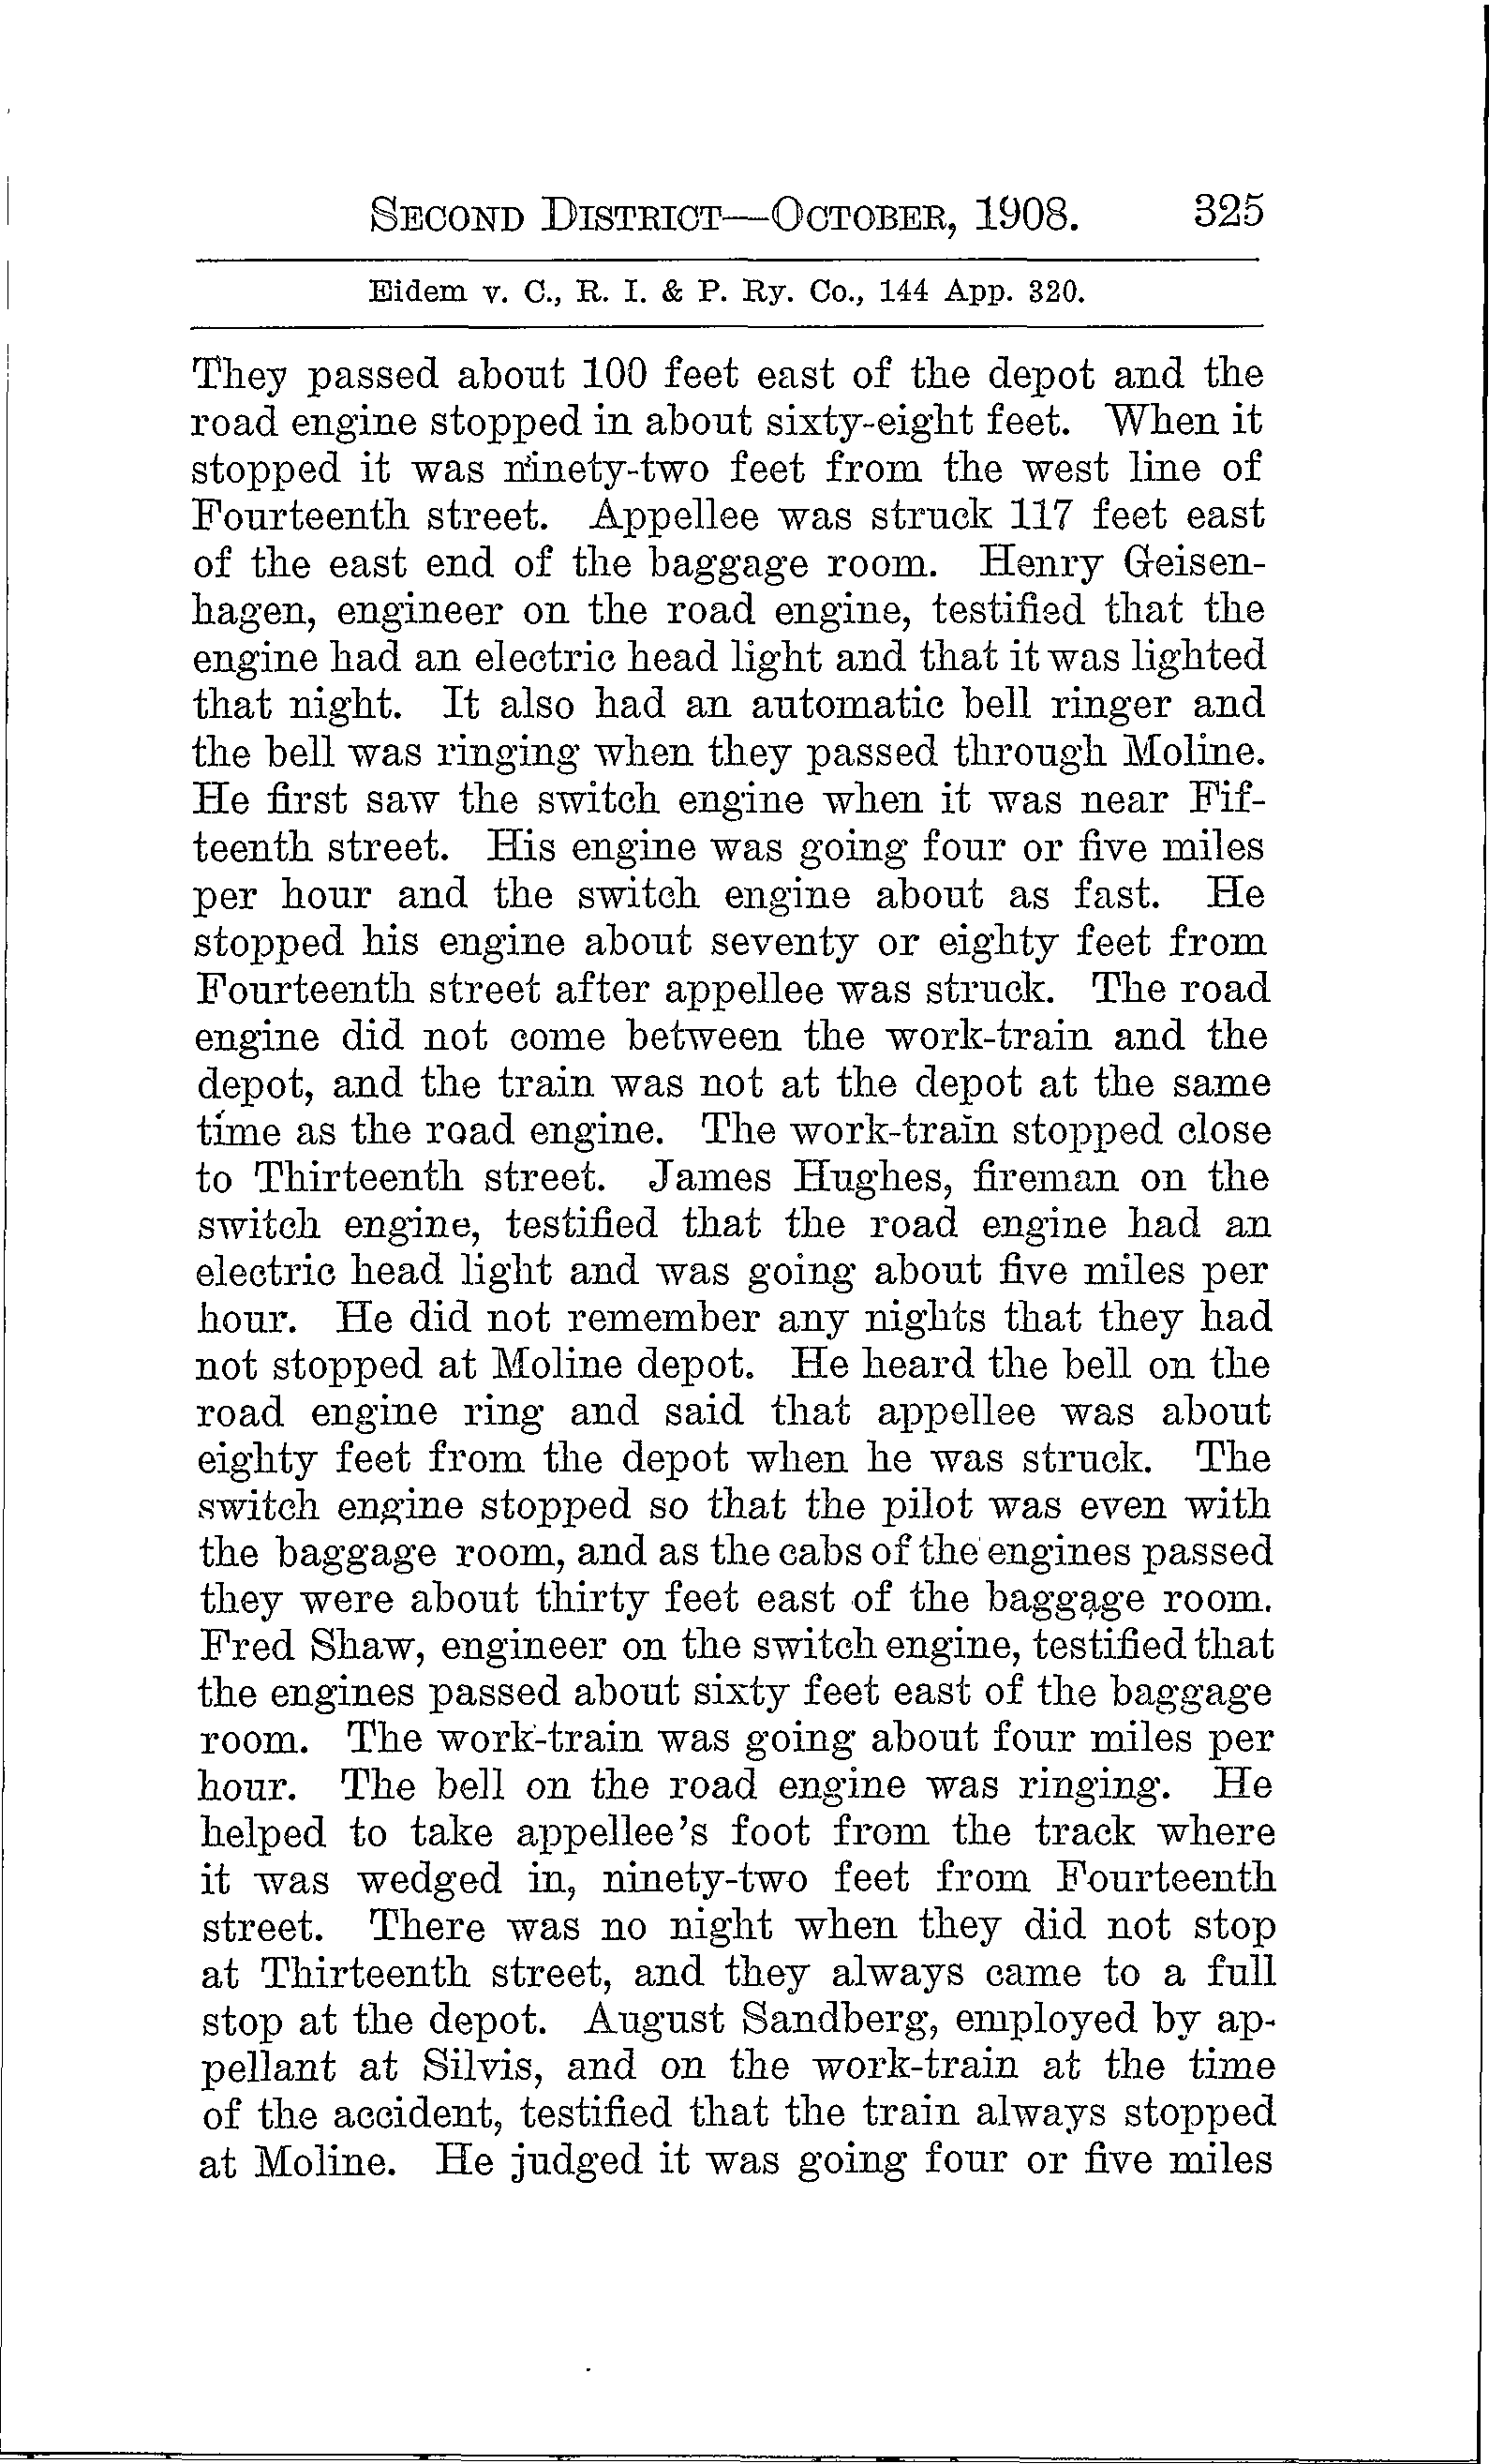 SECOND DISTRICT—OCTOBER, 1908. 325
Eidem v. C., R. I. & P. Ry. Co., 144 App. 320.
They passed about 100 feet east of the depot and the
road engine stopped in about sixty-eight feet. When it
stopped it was ninety-two feet from the west line of
Fourteenth street. Appellee was struck 117 feet east
of the east end of the baggage room. Henry Geisen-
hagen, engineer on the road engine, testified that the
engine had an electric head light and that it was lighted
that night. It also had an automatic bell ringer and
the bell was ringing when they passed through Moline.
He first saw the switch engine when it was near Fif-
teenth street. His engine was going four or five miles
per hour and the switch engine about as fast. He
stopped his engine about seventy or eighty feet from
Fourteenth street after appellee was struck. The road
engine did not come between the work-train and the
depot, and the train was not at the depot at the same
time as the road engine. The work-train stopped close
to Thirteenth street. James Hughes, fireman on the
switch engine, testified that the road engine had an
electric head light and was going about five miles per
hour. He did not remember any nights that they had
not stopped at Moline depot. He heard the bell on the
road engine ring and said that appellee was about
eighty feet from the depot when he was struck. The
switch engine stopped so that the pilot was even with
the baggage room, and as the cabs of the engines passed
they were about thirty feet east of the baggage room.
Fred Shaw, engineer on the switch engine, testified that
the engines passed about sixty feet east of the baggage
room. The work-train was going about four miles per
hour. The bell on the road engine was ringing. He
helped to take appellee's foot from the track where
it was wedged in, ninety-two feet from Fourteenth
street. There was no night when they did not stop
at Thirteenth street, and they always came to a full
stop at the depot. August Sandberg, employed by ap-
pellant at Silvis, and on the work-train at the time
of the accident, testified that the train always stopped
at Moline. He judged it was going four or five miles